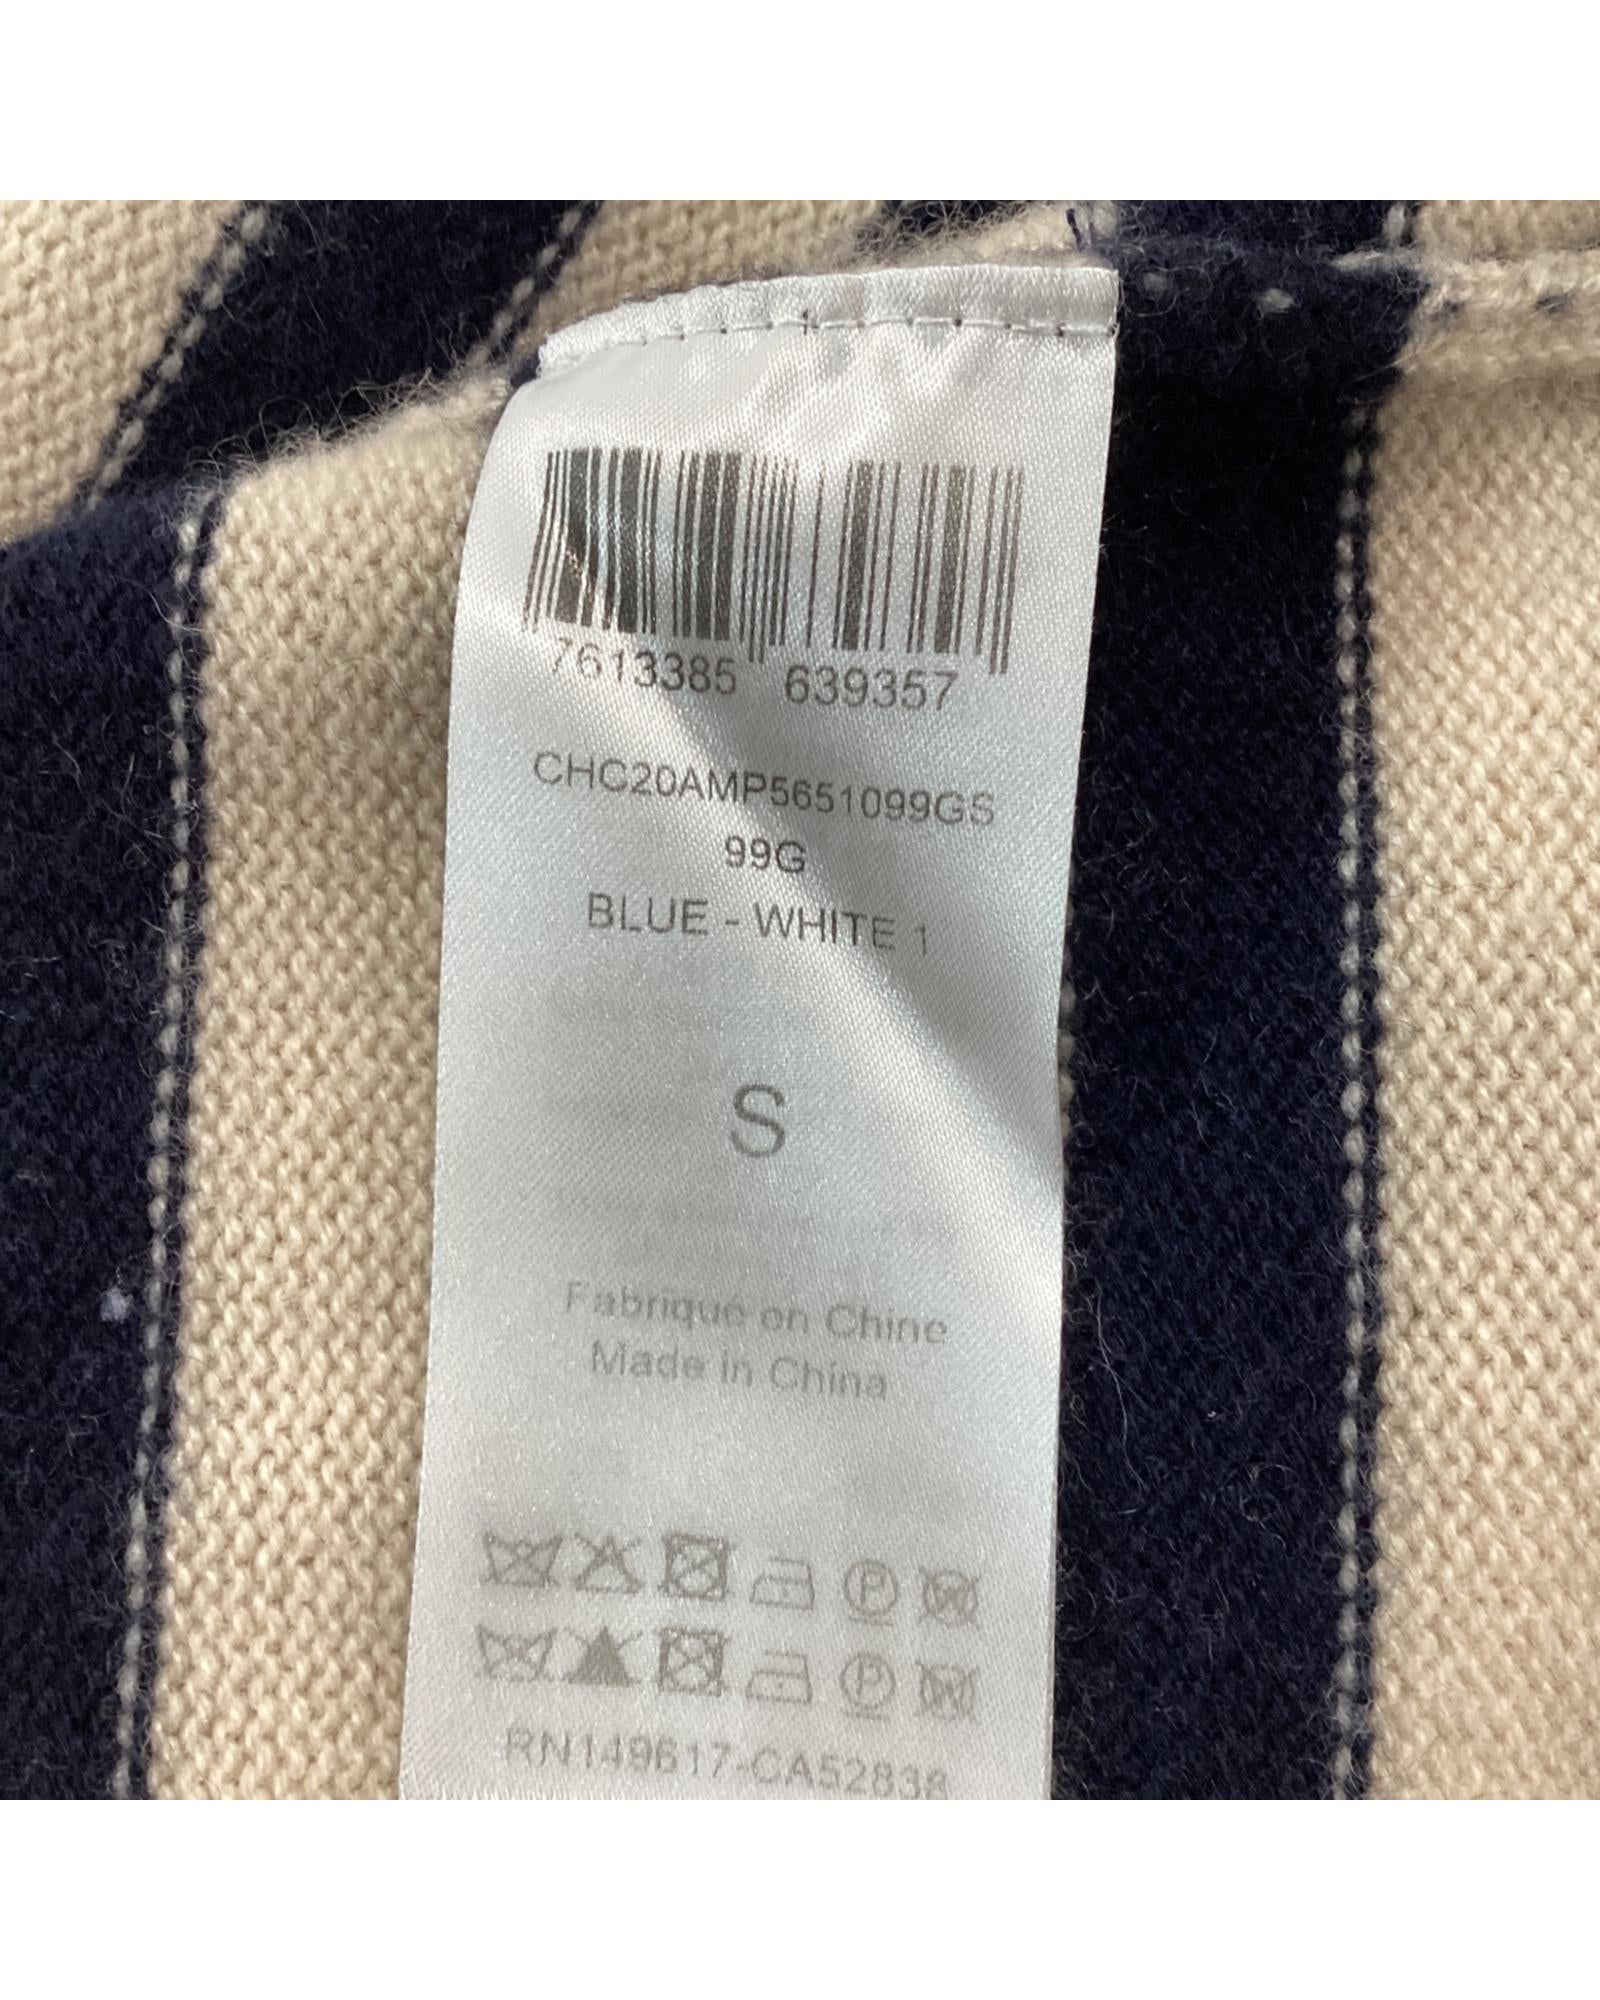 7613385 639357
CHC20AMP5651099GS
99G
BLUE - WHITE 1
S
Fabriqué en Chine
Made in China
P
P
RN149617-CA52838